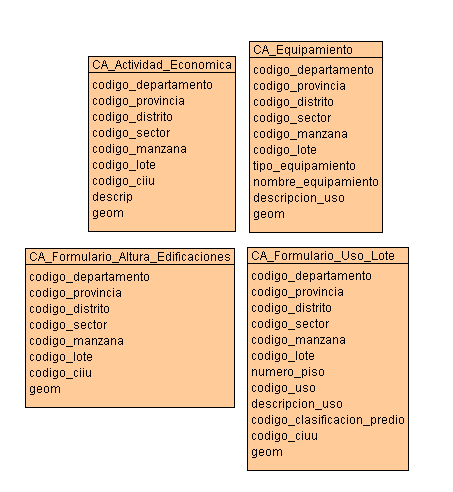 CA_Actividad_Economica
codigo_departamento
codigo_provincia
codigo_distrito
codigo_sector
codigo_manzana
codigo_lote
codigo_ciiu
descrip
geom
CA_Equipamiento
codigo_departamento
codigo_provincia
codigo_distrito
codigo_sector
codigo_manzana
codigo_lote
tipo_equipamiento
nombre_equipamiento
descripcion_uso
geom
CA_Formulario_Altura_Edificaciones
codigo_departamento
codigo_provincia
codigo_distrito
codigo_sector
codigo_manzana
codigo_lote
codigo_ciiu
geom
CA_Formulario_Uso_Lote
codigo_departamento
codigo_provincia
codigo_distrito
codigo_sector
codigo_manzana
codigo_lote
numero_piso
codigo_uso
descripcion_uso
codigo_clasificacion_predio
codigo_ciuu
geom